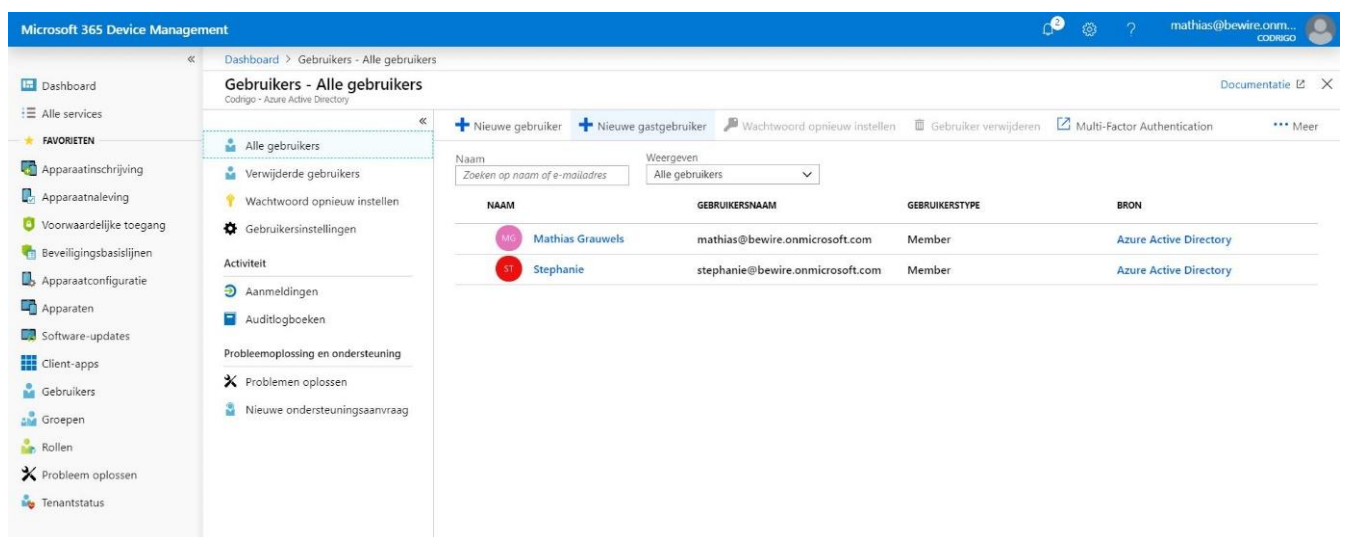 Microsoft 365 Device Management
2
?
mathias@bewire.onm...
CODRIGO
«
Dashboard
Alle services
FAVORIETEN
Apparaatinschrijving
Apparaatnaleving
Voorwaardelijke toegang
Beveiligingsbasislijnen
Apparaatconfiguratie
Apparaten
Software-updates
Client-apps
Gebruikers
Groepen
Rollen
Probleem oplossen
Tenantstatus
Dashboard > Gebruikers - Alle gebruikers
Gebruikers - Alle gebruikers
Codrigo - Azure Active Directory
Documentatie
«
Alle gebruikers
Verwijderde gebruikers
Wachtwoord opnieuw instellen
Gebruikersinstellingen
Activiteit
Aanmeldingen
Auditlogboeken
Probleemoplossing en ondersteuning
Problemen oplossen
Nieuwe ondersteuningsaanvraag
Nieuwe gebruiker Nieuwe gastgebruiker Wachtwoord opnieuw instellen Gebruiker verwijderen Multi-Factor Authentication ••• Meer
Naam Weergeven
Zoeken op naam of e-mailadres Alle gebruikers
NAAM GEBRUIKERSNAAM GEBRUIKERSTYPE BRON
MG Mathias Grauwels mathias@bewire.onmicrosoft.com Member Azure Active Directory
ST Stephanie stephanie@bewire.onmicrosoft.com Member Azure Active Directory